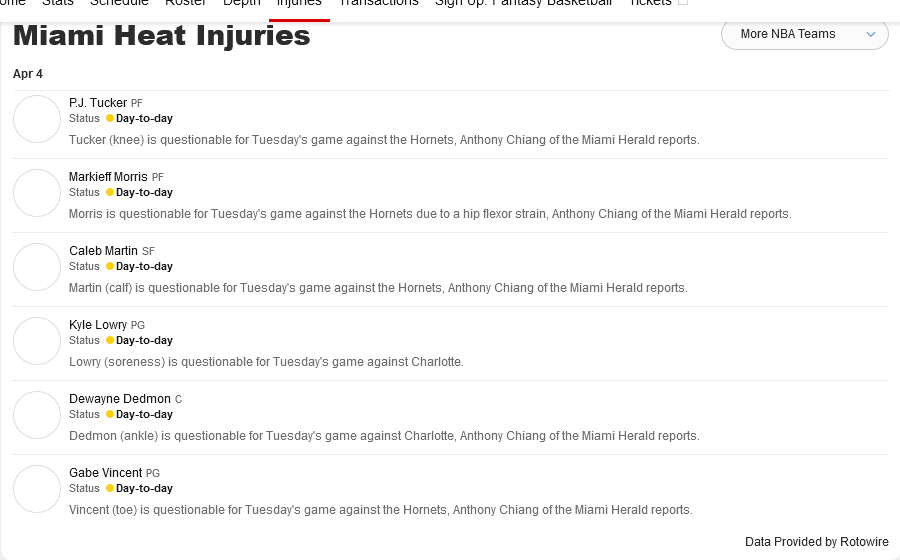 ome Stats Schedule Roster Depth Injuries Transactions Sign Up: Fantasy Basketball Tickets
Miami Heat Injuries
More NBA Teams
Apr 4
P.J. Tucker PF
Status Day-to-day
Tucker (knee) is questionable for Tuesday's game against the Hornets, Anthony Chiang of the Miami Herald reports.
Markieff Morris PF
Status Day-to-day
Morris is questionable for Tuesday's game against the Hornets due to a hip flexor strain, Anthony Chiang of the Miami Herald reports.
Caleb Martin SF
Status Day-to-day
Martin (calf) is questionable for Tuesday's game against the Hornets, Anthony Chiang of the Miami Herald reports.
Kyle Lowry PG
Status Day-to-day
Lowry (soreness) is questionable for Tuesday's game against Charlotte.
Dewayne Dedmon C
Status Day-to-day
Dedmon (ankle) is questionable for Tuesday's game against Charlotte, Anthony Chiang of the Miami Herald reports.
Gabe Vincent PG
Status Day-to-day
Vincent (toe) is questionable for Tuesday's game against the Hornets, Anthony Chiang of the Miami Herald reports.
Data Provided by Rotowire